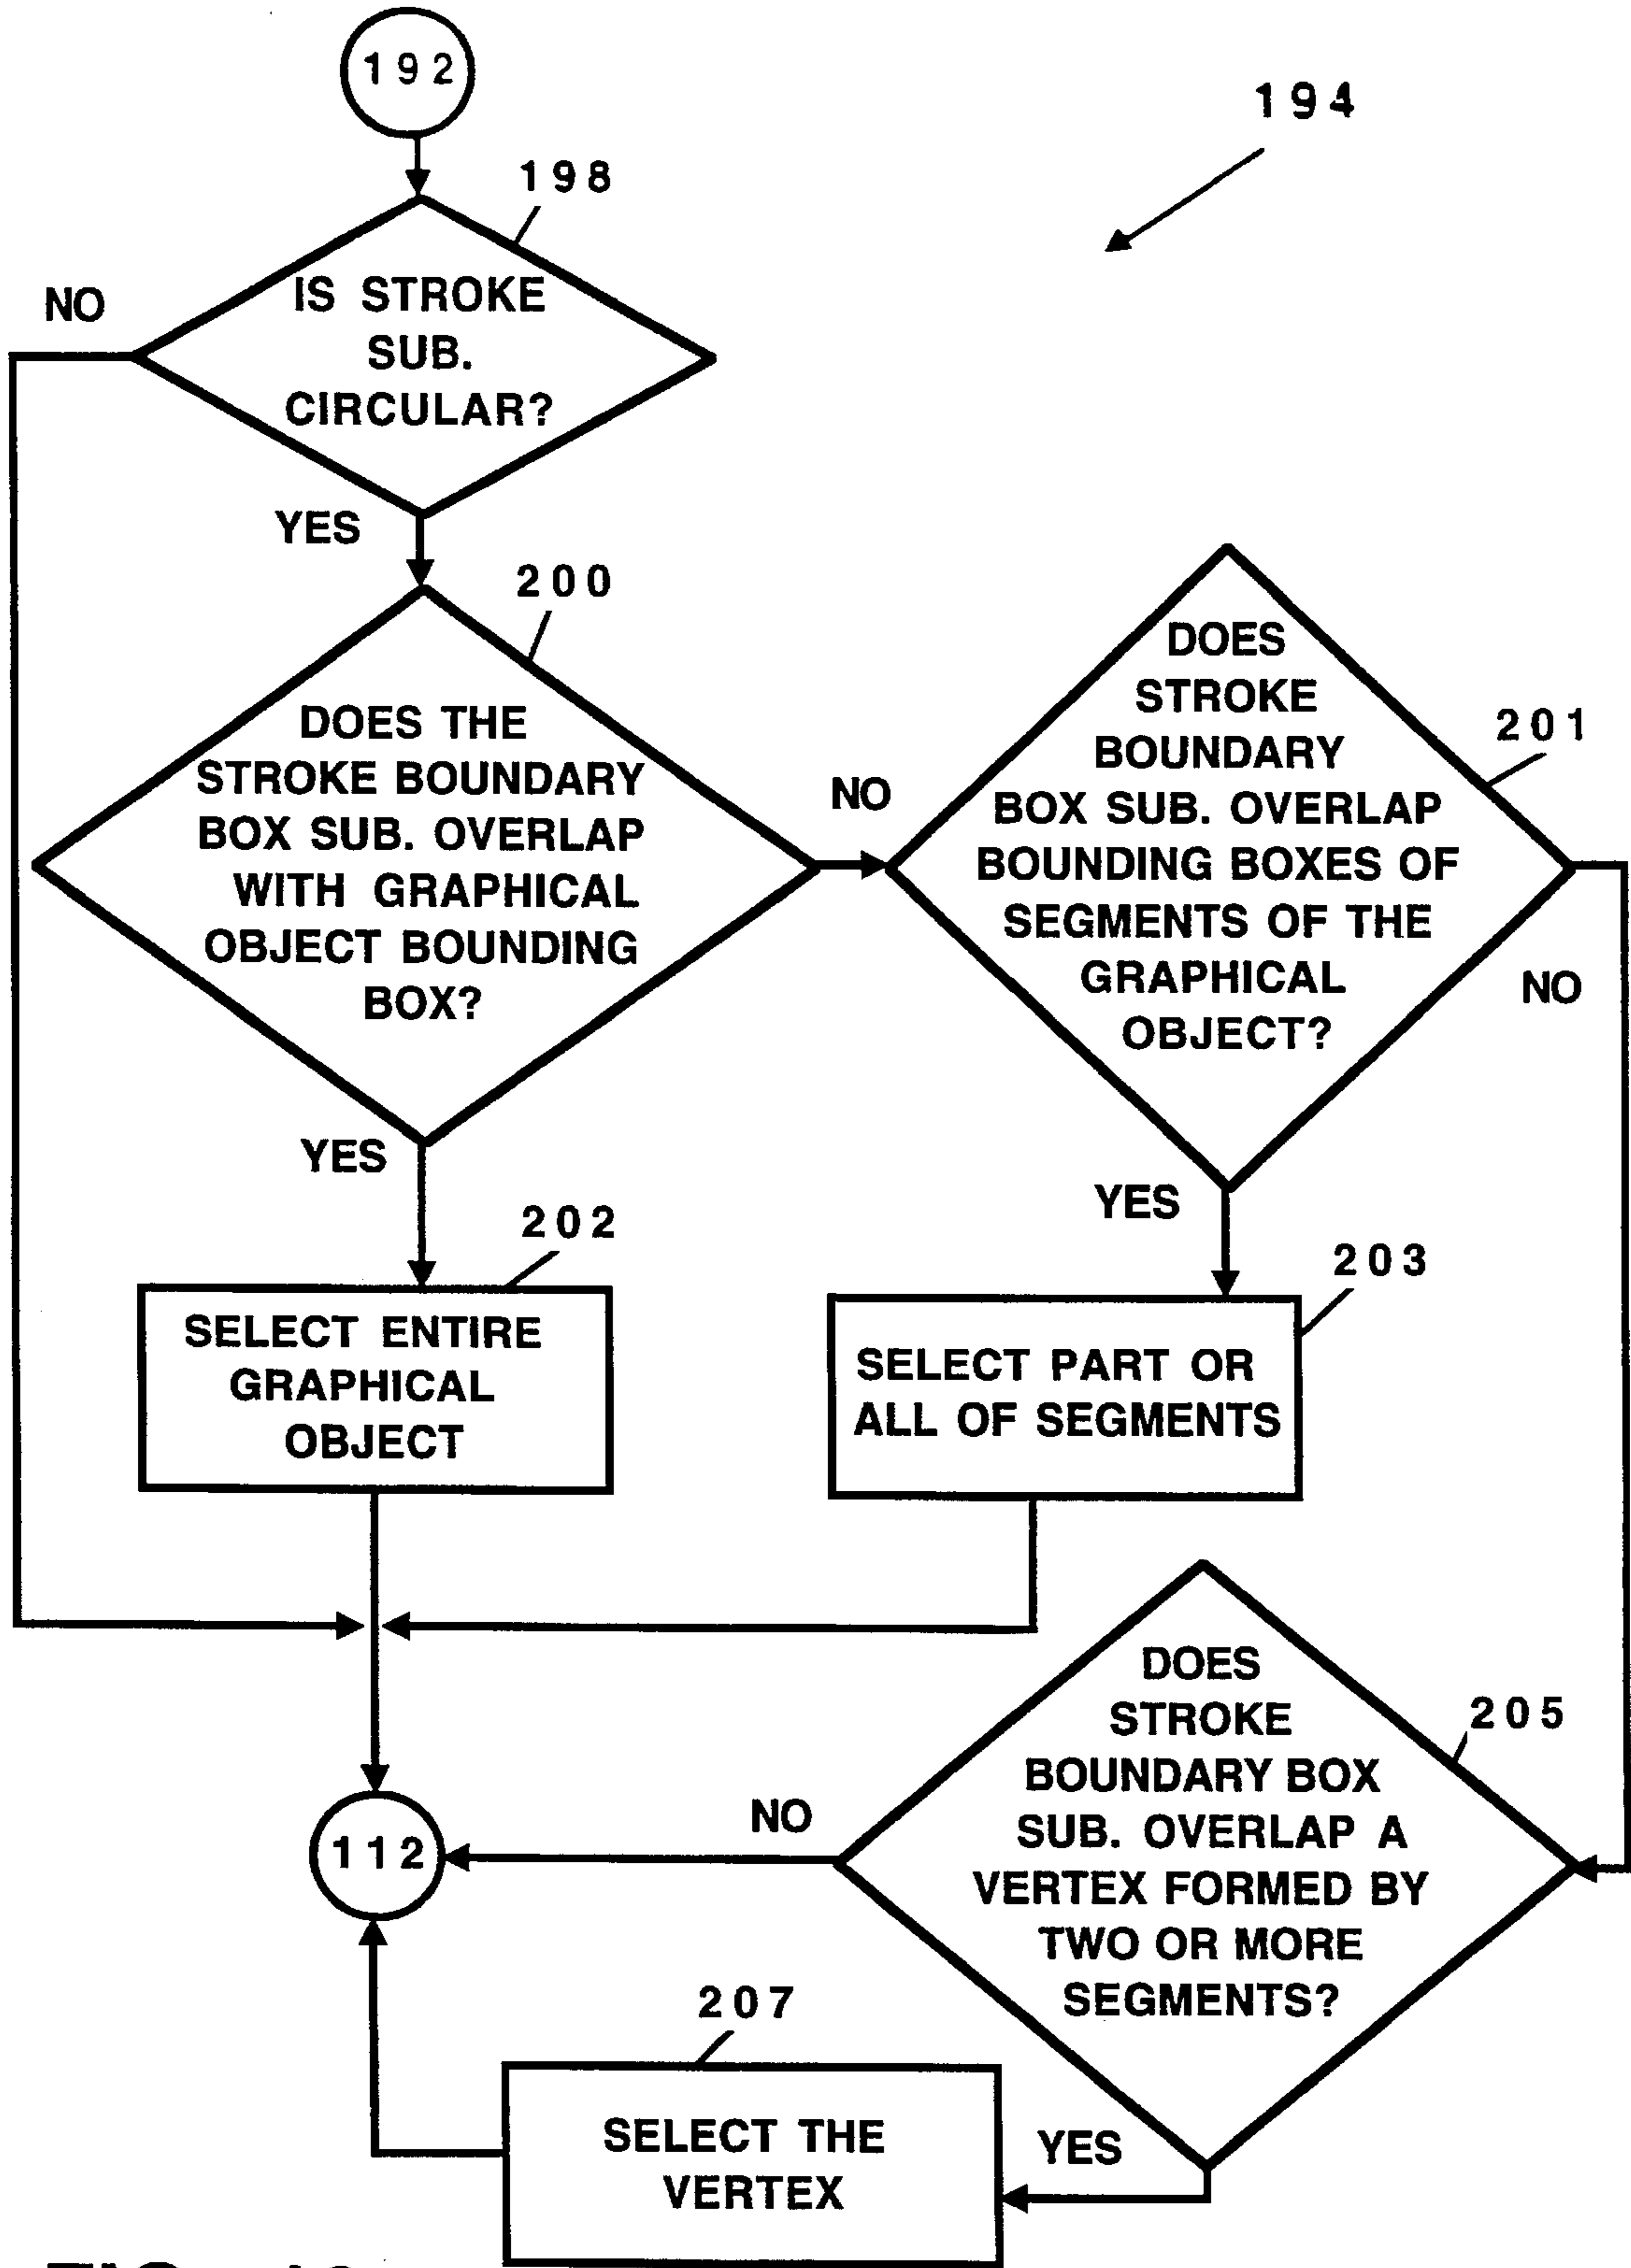 192
194
198
IS STROKE
SUB.
CIRCULAR?
NO
YES
200
DOES THE
STROKE BOUNDARY
BOX SUB. OVERLAP
WITH GRAPHICAL
OBJECT BOUNDING
BOX?
NO
YES
201
DOES
STROKE
BOUNDARY
BOX SUB. OVERLAP
BOUNDING BOXES OF
SEGMENTS OF THE
GRAPHICAL
OBJECT?
NO
YES
202
SELECT ENTIRE
GRAPHICAL
OBJECT
203
SELECT PART OR
ALL OF SEGMENTS
205
DOES
STROKE
BOUNDARY BOX
SUB. OVERLAP A
VERTEX FORMED BY
TWO OR MORE
SEGMENTS?
NO
YES
112
207
SELECT THE
VERTEX